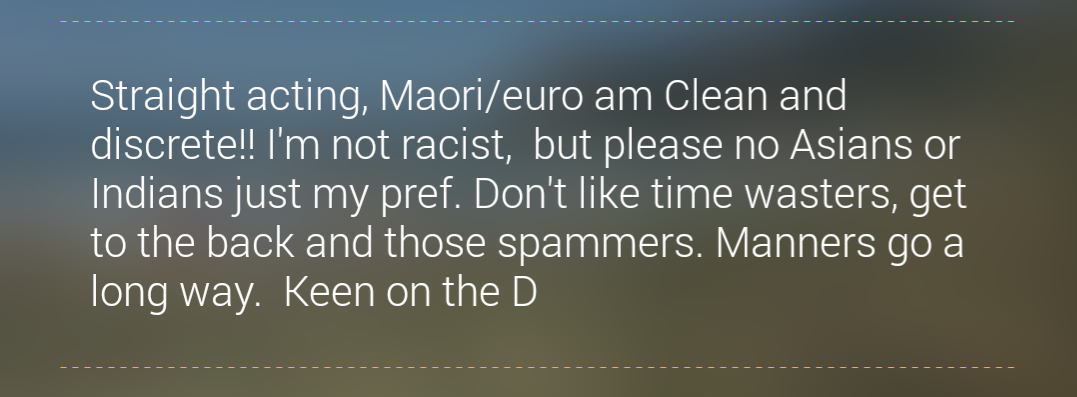 Straight acting, Maori/euro am Clean and
discrete!! I'm not racist,  but please no Asians or
Indians just my pref. Don't like time wasters, get
to the back and those spammers. Manners go a
long way.  Keen on the D